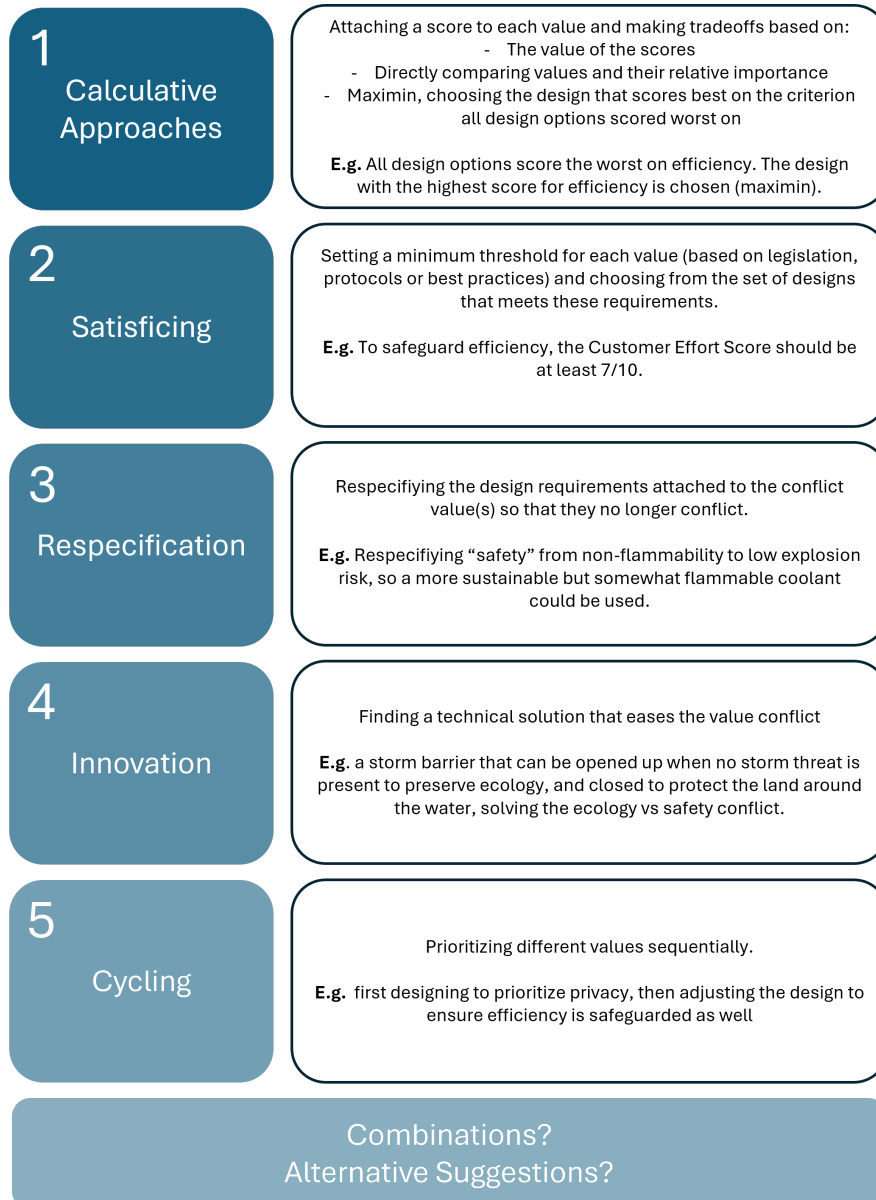 1
Calculative
Approaches
Attaching a score to each value and making tradeoffs based on:
- The value of the scores
- Directly comparing values and their relative importance
- Maximin, choosing the design that scores best on the criterion
all design options scored worst on
E.g. All design options score the worst on efficiency. The design
with the highest score for efficiency is chosen (maximin).
2
Satisficing
Setting a minimum threshold for each value (based on legislation,
protocols or best practices) and choosing from the set of designs
that meets these requirements.
E.g. To safeguard efficiency, the Customer Effort Score should be
at least 7/10.
3
Respecification
Respecifiying the design requirements attached to the conflict
value(s) so that they no longer conflict.
E.g. Respecifiying “safety” from non-flammability to low explosion
risk, so a more sustainable but somewhat flammable coolant
could be used.
4
Innovation
Finding a technical solution that eases the value conflict
E.g. a storm barrier that can be opened up when no storm threat is
present to preserve ecology, and closed to protect the land around
the water, solving the ecology vs safety conflict.
5
Cycling
Prioritizing different values sequentially.
E.g. first designing to prioritize privacy, then adjusting the design to
ensure efficiency is safeguarded as well
Combinations?
Alternative Suggestions?